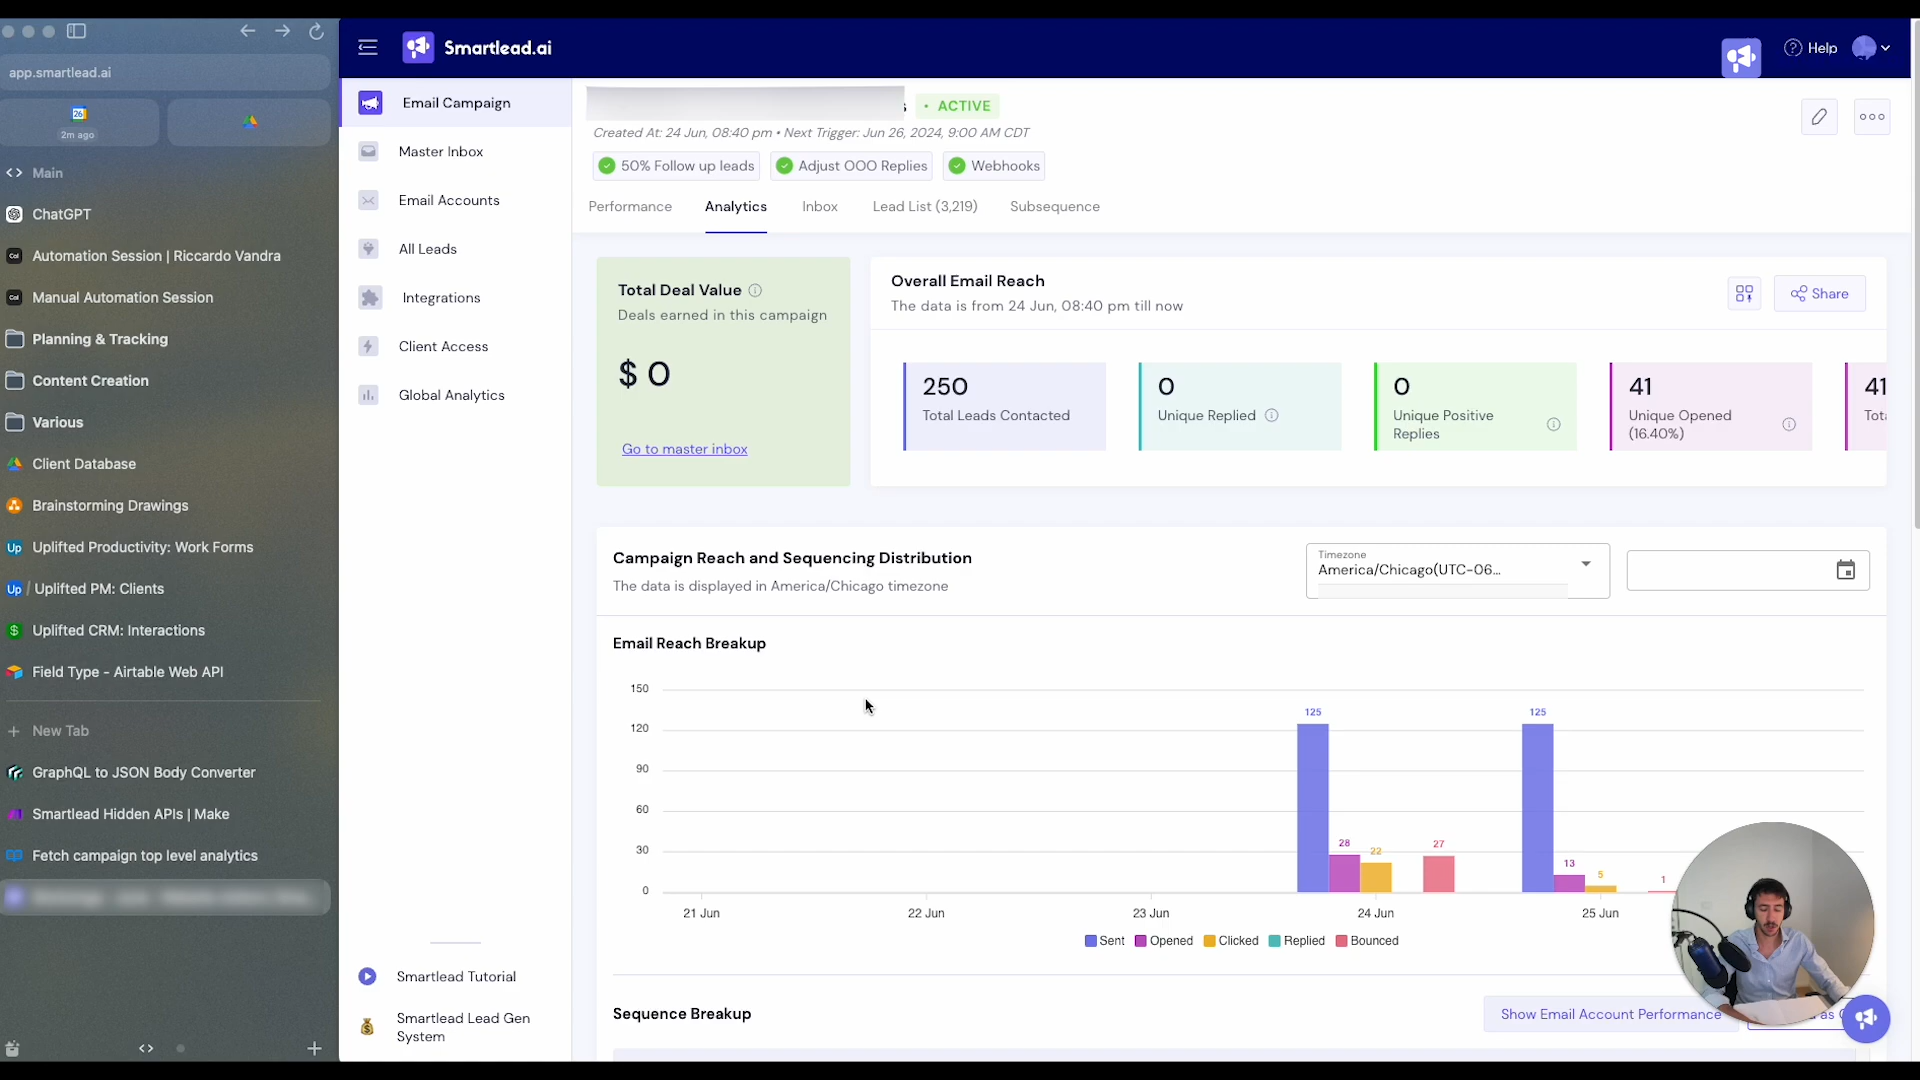 app.smartlead.ai
26
2m ago
Main
ChatGPT
Automation Session | Riccardo Vandra
Manual Automation Session
Planning & Tracking
Content Creation
Various
Client Database
Brainstorming Drawings
Up Uplifted Productivity: Work Forms
Up / Uplifted PM: Clients
$ Uplifted CRM: Interactions
Field Type - Airtable Web API
+ New Tab
GraphQL to JSON Body Converter
Smartlead Hidden APIs | Make
Fetch campaign top level analytics
Smartlead.ai
Help
Email Campaign
Master Inbox
Email Accounts
All Leads
Integrations
Client Access
Global Analytics
Smartlead Tutorial
Smartlead Lead Gen
System
s • ACTIVE
Created At: 24 Jun, 08:40 pm • Next Trigger: Jun 26, 2024, 9:00 AM CDT
50% Follow up leads
Adjust OOO Replies
Webhooks
Performance
Analytics
Inbox
Lead List (3,219)
Subsequence
Total Deal Value
Deals earned in this campaign
$ 0
Go to master inbox
Overall Email Reach
The data is from 24 Jun, 08:40 pm till now
Share
250
Total Leads Contacted
0
Unique Replied
0
Unique Positive
Replies
41
Unique Opened
(16.40%)
41
Campaign Reach and Sequencing Distribution
The data is displayed in America/Chicago timezone
Timezone
America/Chicago(UTC-06...
Email Reach Breakup
150
120
90
60
30
0
125
28
22
27
125
13
5
1
21 Jun
22 Jun
23 Jun
24 Jun
25 Jun
Sent
Opened
Clicked
Replied
Bounced
Sequence Breakup
Show Email Account Performance
as